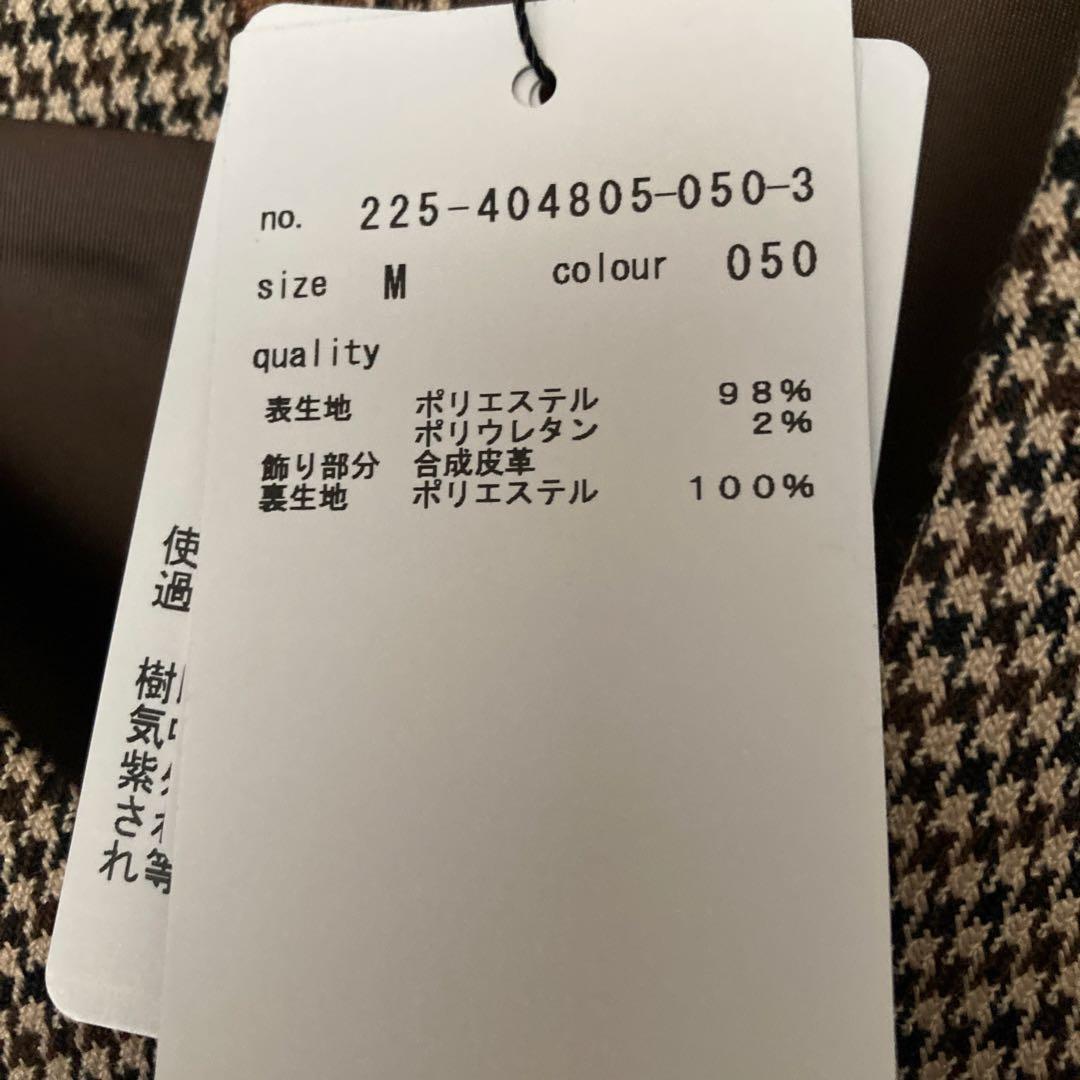 no. 225-404805-050-3
size M colour 050
quality
表生地 ポリエステル 98%
ポリウレタン 2%
飾り部分 合成皮革
裏生地 ポリエステル 100%
使
過
樹
気
紫
され
れ等